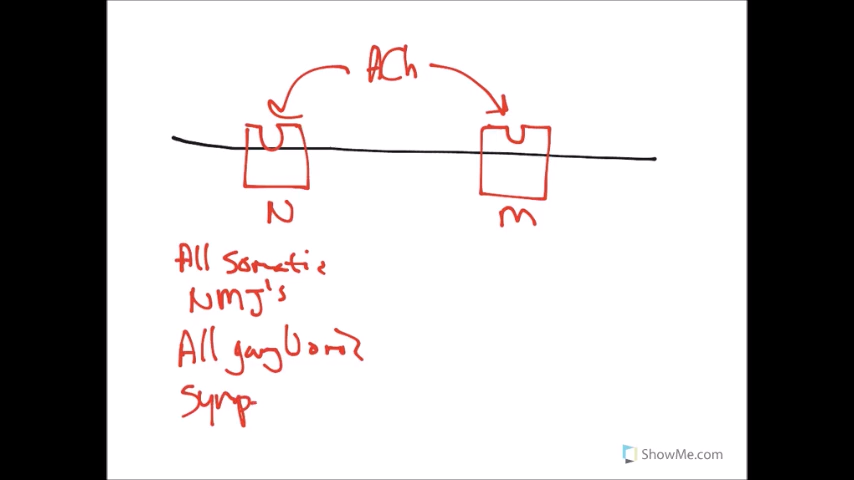 ACh
N M
All somatic
NMJ's
All ganglionic
Symp
ShowMe.com